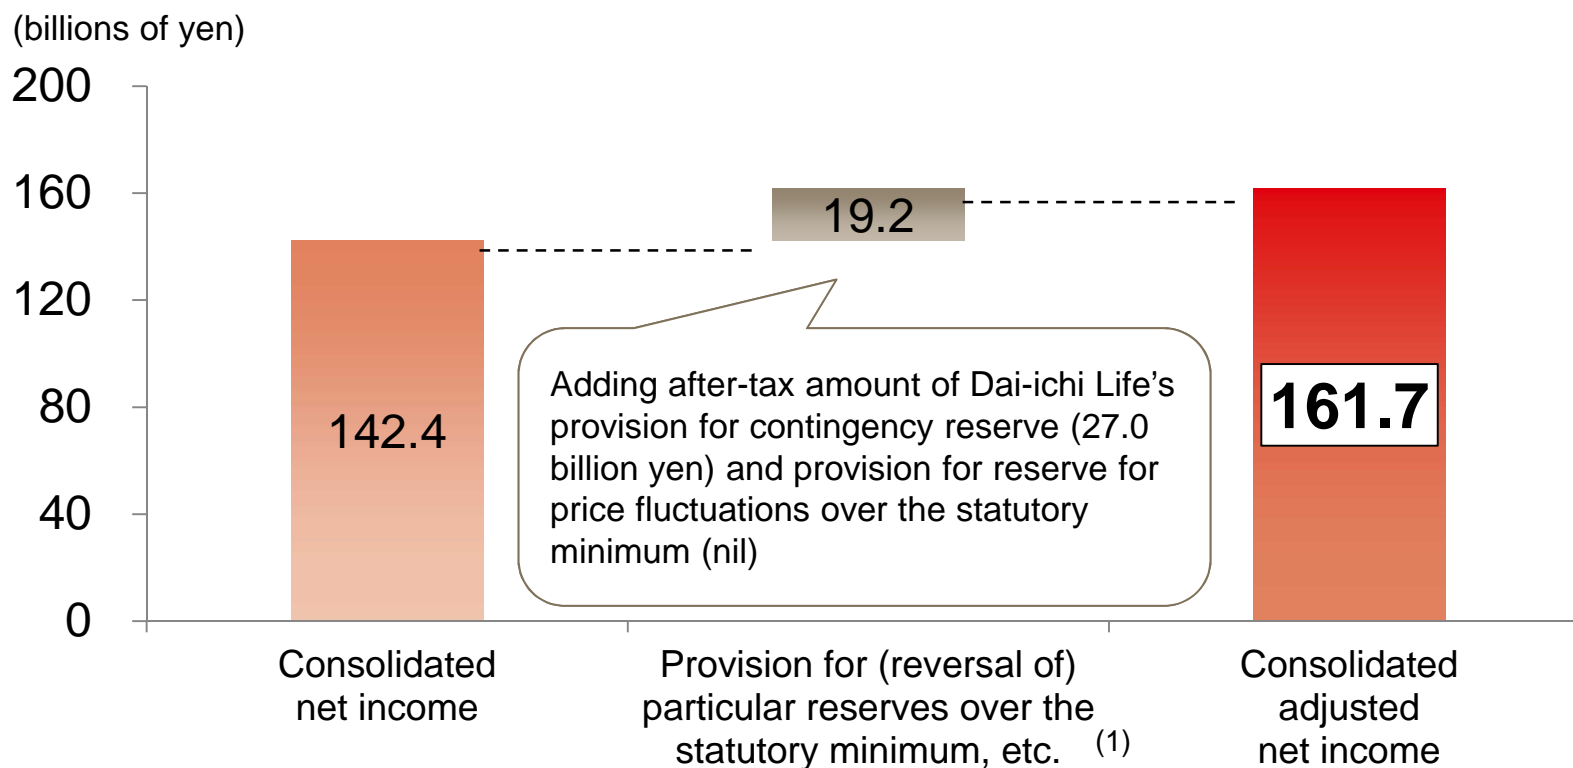 (billions of yen)
200
160
120
80
40
0
142.4
19.2
161.7
Adding after-tax amount of Dai-ichi Life’s
provision for contingency reserve (27.0
billion yen) and provision for reserve for
price fluctuations over the statutory
minimum (nil)
Consolidated
net income
Provision for (reversal of)
particular reserves over the
statutory minimum, etc. (1)
Consolidated
adjusted
net income